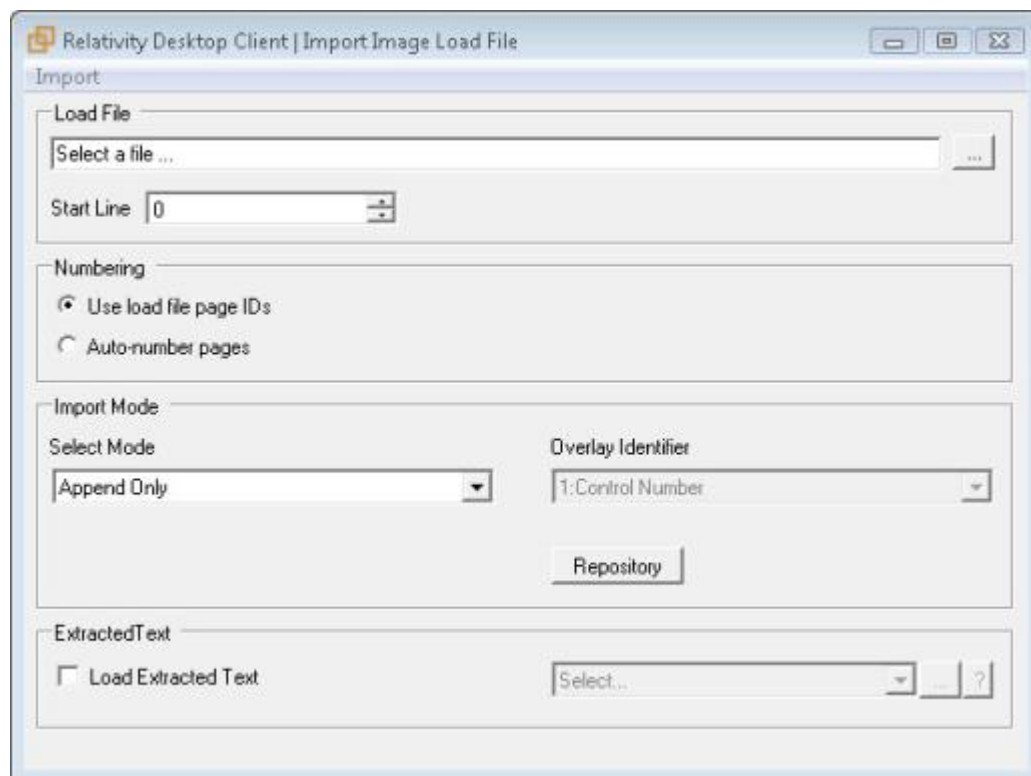 Relativity Desktop Client | Import Image Load File
Import
Load File
Select a file ...
...
Start Line 0
Numbering
Use load file page IDs
Auto-number pages
Import Mode
Select Mode Overlay Identifier
Append Only 1:Control Number
Repository
ExtractedText
Load Extracted Text Select... ... ?